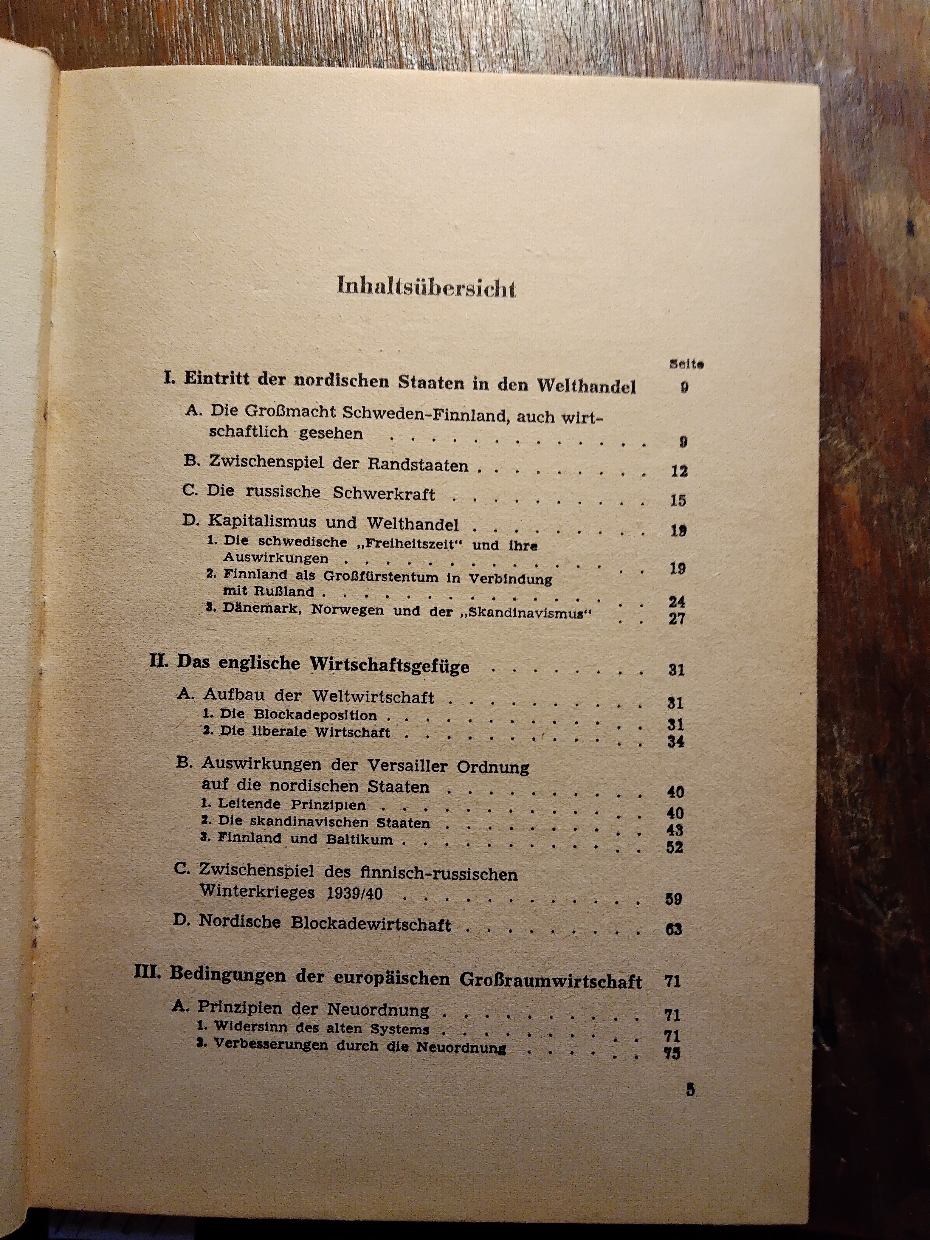 Inhaltsübersicht
Seite
I. Eintritt der nordischen Staaten in den Welthandel 9
A. Die Großmacht Schweden-Finnland, auch wirt-
schaftlich gesehen . . . . . . . . . . . . . 9
B. Zwischenspiel der Randstaaten . . . . . . . . . 12
C. Die russische Schwerkraft . . . . . . . . . . 15
D. Kapitalismus und Welthandel . . . . . . . . . 19
1. Die schwedische „Freiheitszeit“ und ihre
Auswirkungen . . . . . . . . . . . . . 19
2. Finnland als Großfürstentum in Verbindung
mit Rußland . . . . . . . . . . . . . . 24
3. Dänemark, Norwegen und der „Skandinavismus“ . . 27
II. Das englische Wirtschaftsgefüge . . . . . . . 31
A. Aufbau der Weltwirtschaft . . . . . . . . . . 31
1. Die Blockadeposition . . . . . . . . . . . 31
2. Die liberale Wirtschaft . . . . . . . . . . 34
B. Auswirkungen der Versailler Ordnung
auf die nordischen Staaten . . . . . . . . . . 40
1. Leitende Prinzipien . . . . . . . . . . . 40
2. Die skandinavischen Staaten . . . . . . . . . 43
3. Finnland und Baltikum . . . . . . . . . . . 52
C. Zwischenspiel des finnisch-russischen
Winterkrieges 1939/40 . . . . . . . . . . . 59
D. Nordische Blockadewirtschaft . . . . . . . . . 63
III. Bedingungen der europäischen Großraumwirtschaft 71
A. Prinzipien der Neuordnung . . . . . . . . . 71
1. Widersinn des alten Systems . . . . . . . . 71
2. Verbesserungen durch die Neuordnung . . . . . . 75
5